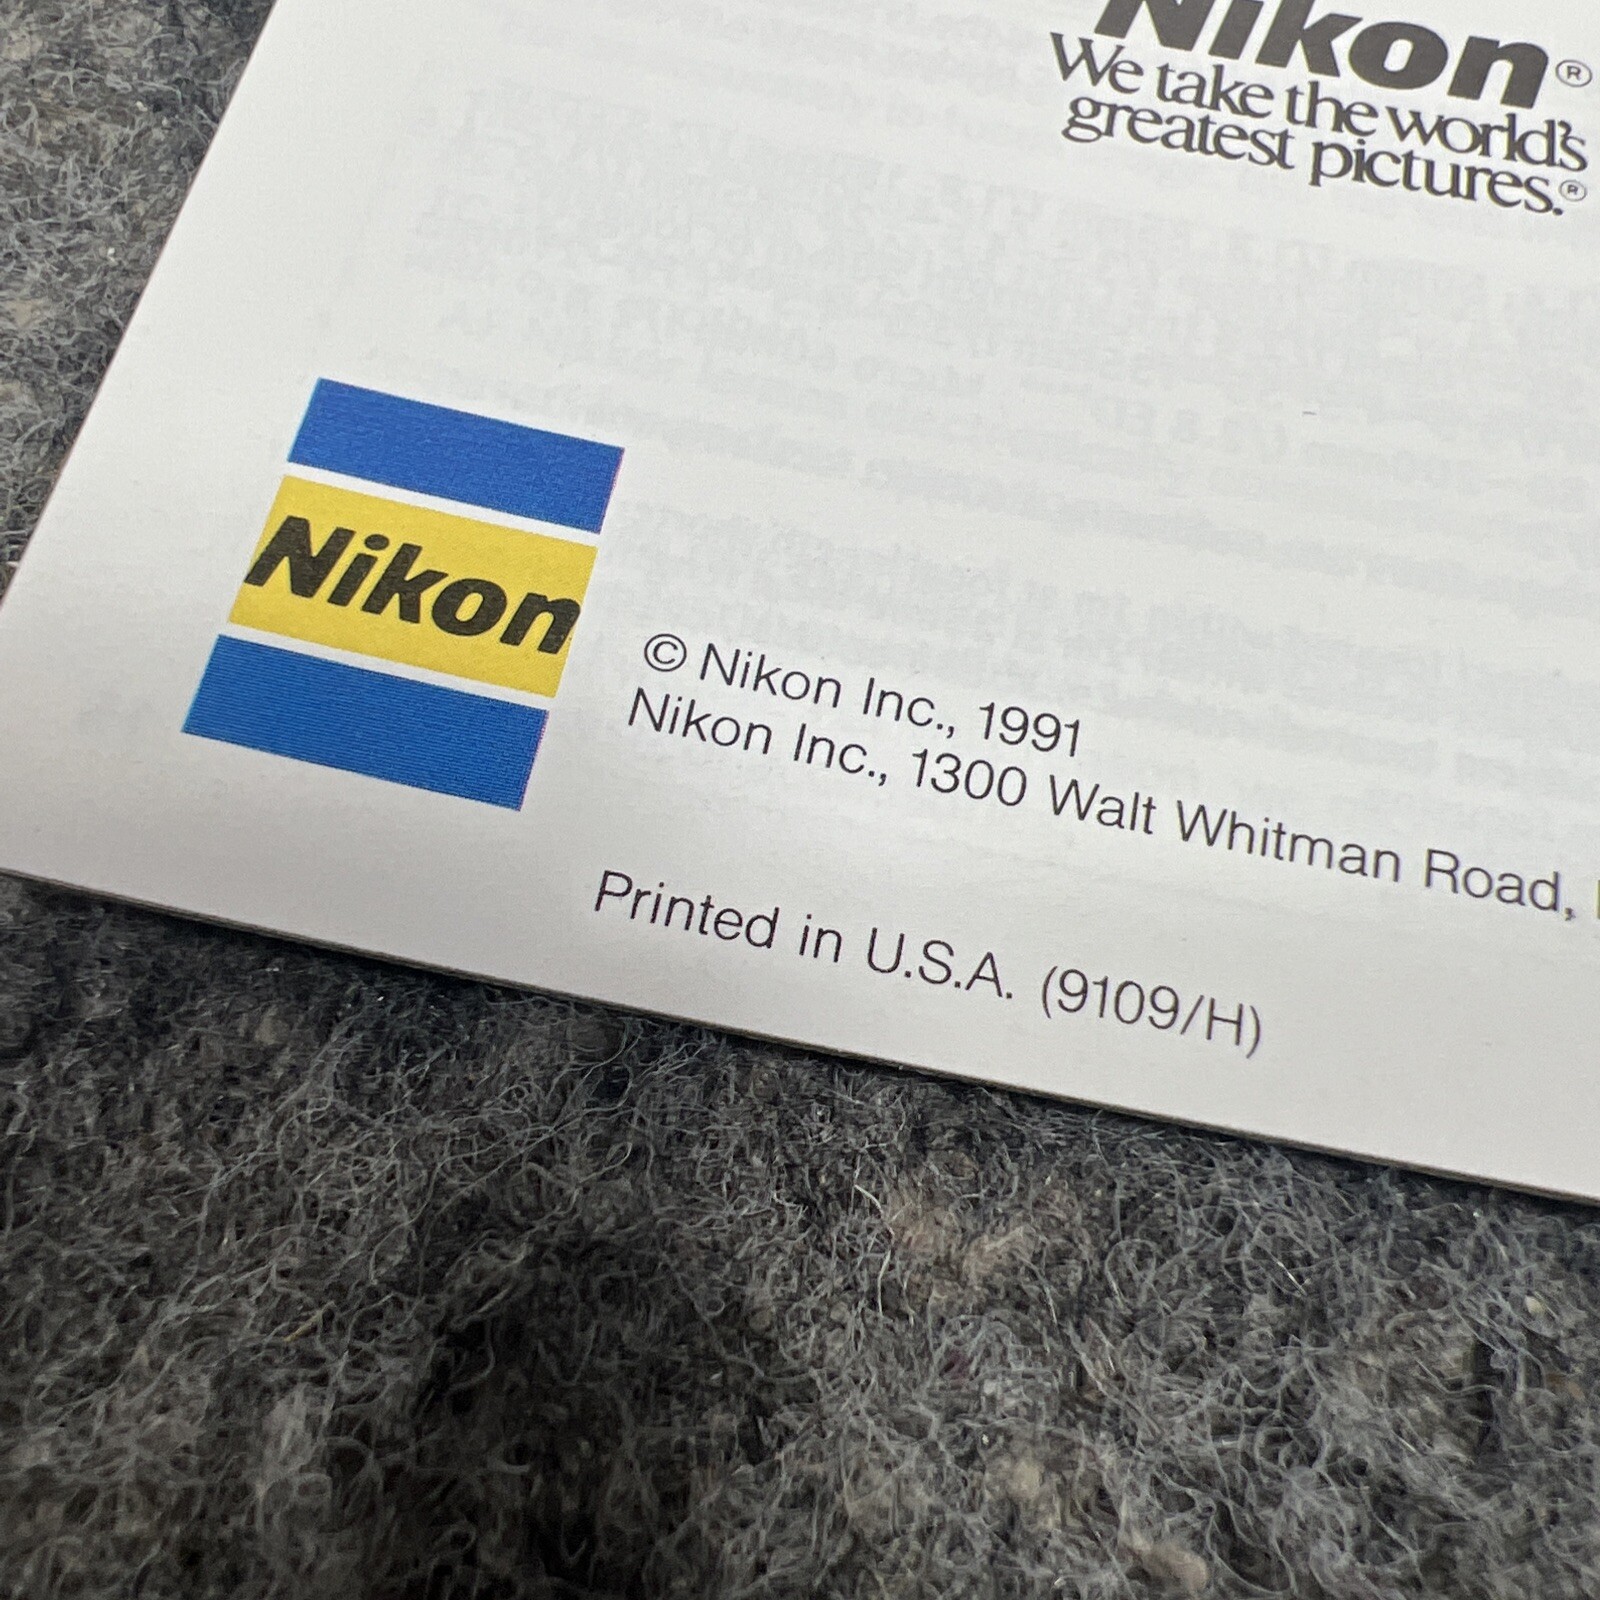 Nikon®
We take the world's
greatest pictures.®
Nikon
© Nikon Inc., 1991
Nikon Inc., 1300 Walt Whitman Road,
Printed in U.S.A. (9109/H)